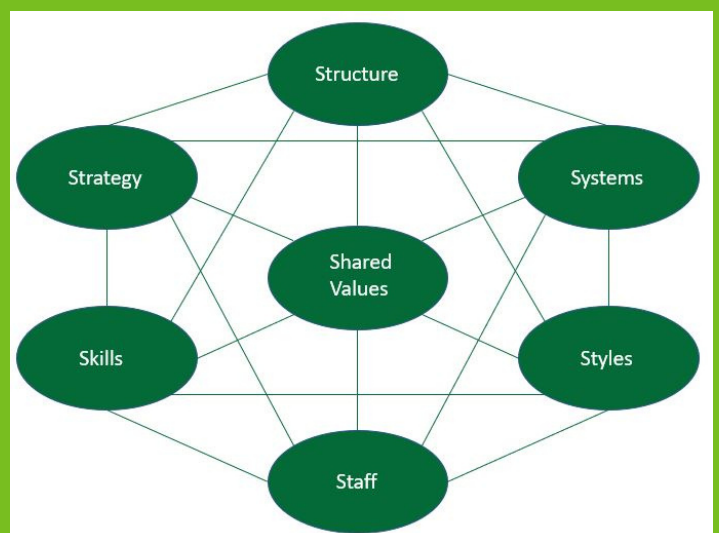 Structure
Strategy
Systems
Shared
Values
Skills
Styles
Staff